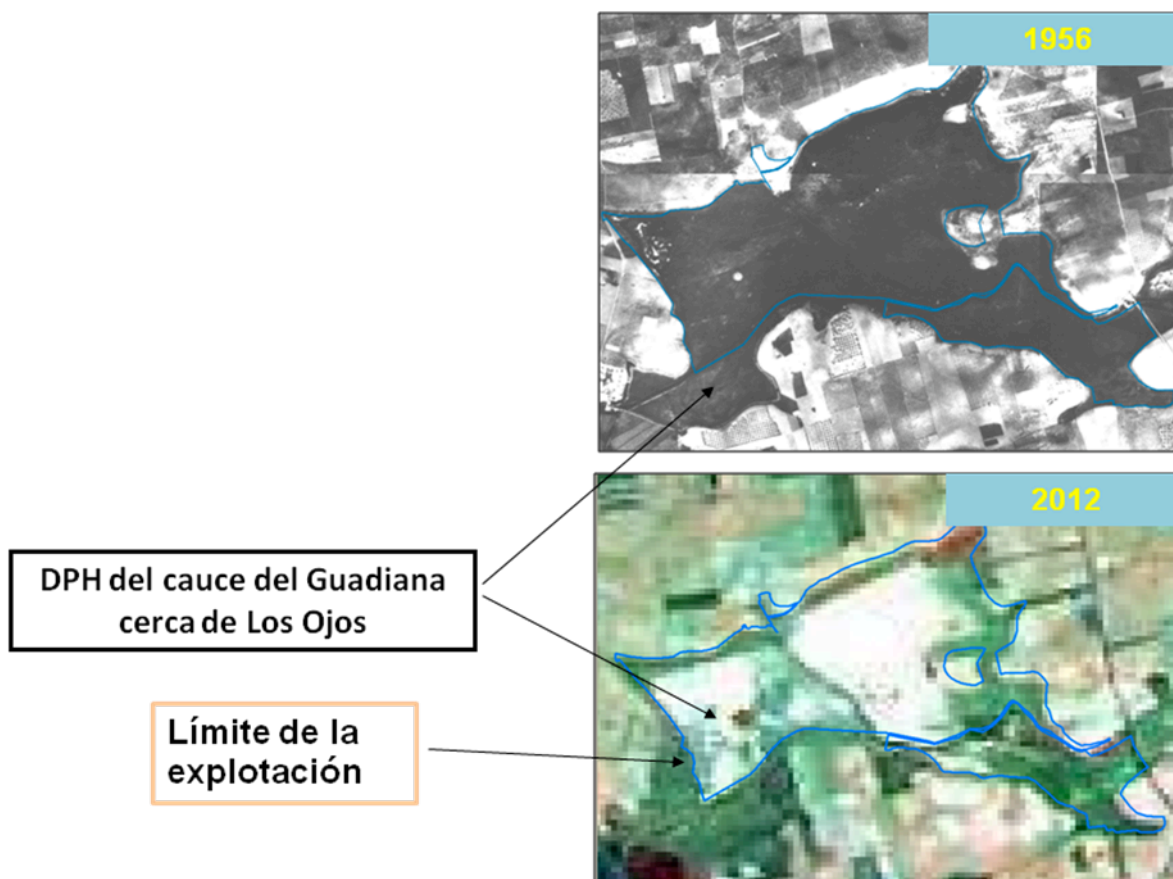 1956
2012
DPH del cauce del Guadiana
cerca de Los Ojos
Límite de la
explotación